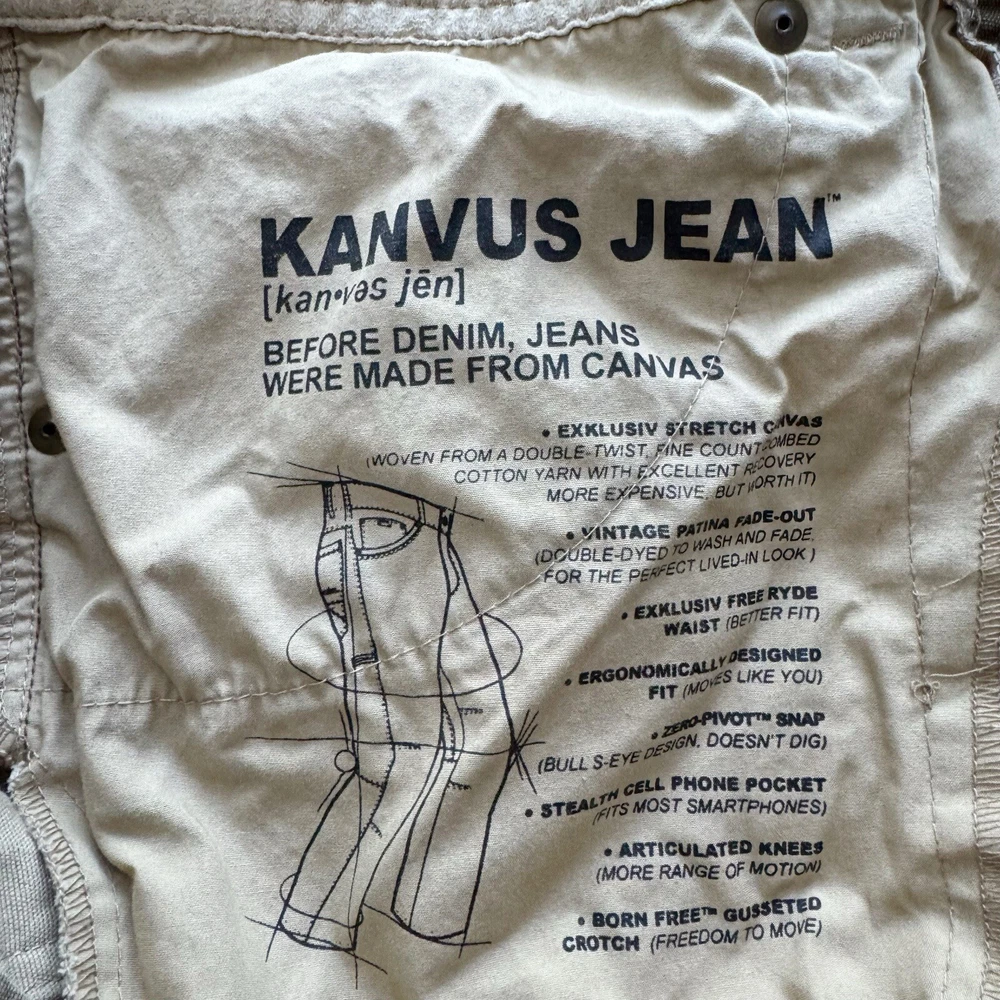 KANVUS JEAN™
[kan•vəs jēn]
BEFORE DENIM, JEANS
WERE MADE FROM CANVAS
• EXKLUSIV STRETCH CANVAS
(WOVEN FROM A DOUBLE-TWIST, FINE COUNT COMBED
COTTON YARN WITH EXCELLENT RECOVERY
MORE EXPENSIVE, BUT WORTH IT)
• VINTAGE PATINA FADE-OUT
(DOUBLE-DYED TO WASH AND FADE,
FOR THE PERFECT LIVED-IN LOOK )
• EXKLUSIV FREE RYDE
WAIST (BETTER FIT)
• ERGONOMICALLY DESIGNED
FIT (MOVES LIKE YOU)
• ZERO-PIVOT™ SNAP
(BULL S-EYE DESIGN, DOESN'T DIG)
• STEALTH CELL PHONE POCKET
(FITS MOST SMARTPHONES)
• ARTICULATED KNEES
(MORE RANGE OF MOTION)
• BORN FREE™ GUSSETED
CROTCH (FREEDOM TO MOVE)